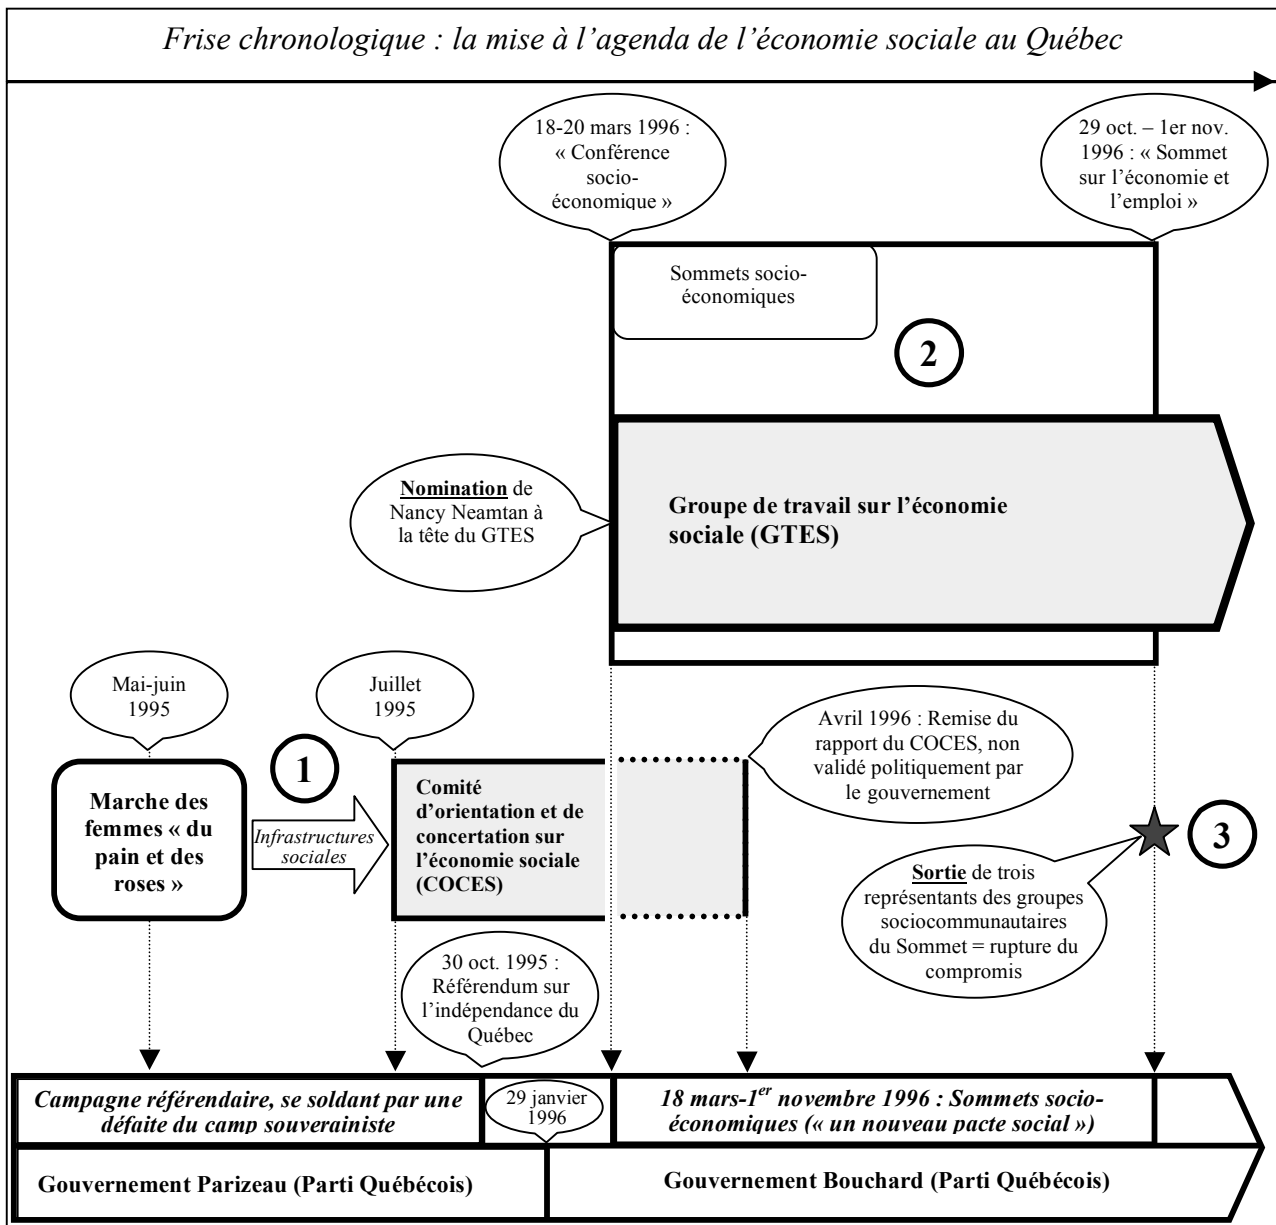 Frise chronologique : la mise à l’agenda de l’économie sociale au Québec
18-20 mars 1996 :
« Conférence
socio-
économique »
29 oct. – 1er nov.
1996 : « Sommet
sur l’économie et
l’emploi »
Sommets socio-
économiques
2
Nomination de
Nancy Neamtan à
la tête du GTES
Groupe de travail sur l’économie
sociale (GTES)
Mai-juin
1995
Juillet
1995
1
Avril 1996 : Remise du
rapport du COCES, non
validé politiquement par
le gouvernement
Marche des
femmes « du
pain et des
roses »
Infrastructures
sociales
Comité
d’orientation et de
concertation sur
l’économie sociale
(COCES)
3
Sortie de trois
représentants des groupes
sociocommunautaires
du Sommet = rupture du
compromis
30 oct. 1995 :
Référendum sur
l’indépendance du
Québec
Campagne référendaire, se soldant par une
défaite du camp souverainiste
29 janvier
1996
18 mars-1er novembre 1996 : Sommets socio-
économiques (« un nouveau pacte social »)
Gouvernement Parizeau (Parti Québécois)
Gouvernement Bouchard (Parti Québécois)